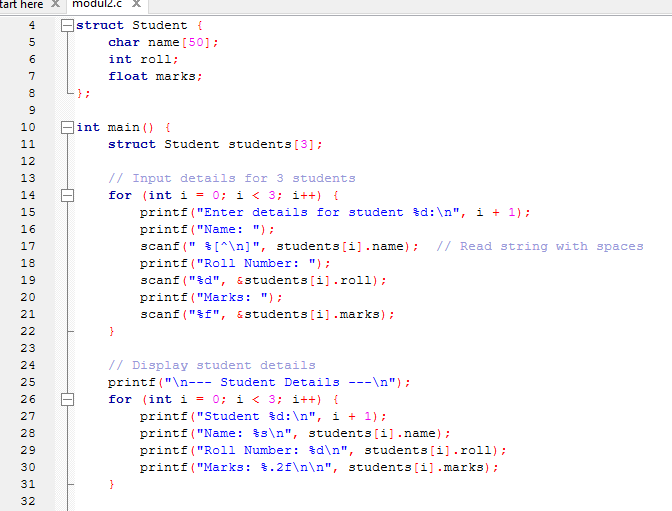 tart here modul2.c
4 struct Student {
5 char name[50];
6 int roll;
7 float marks;
8 };
9
10 int main() {
11 struct Student students[3];
12
13 // Input details for 3 students
14 for (int i = 0; i < 3; i++) {
15 printf("Enter details for student %d:\n", i + 1);
16 printf("Name: ");
17 scanf(" %[^\n]", students[i].name); // Read string with spaces
18 printf("Roll Number: ");
19 scanf("%d", &students[i].roll);
20 printf("Marks: ");
21 scanf("%f", &students[i].marks);
22 }
23
24 // Display student details
25 printf("\n--- Student Details ---\n");
26 for (int i = 0; i < 3; i++) {
27 printf("Student %d:\n", i + 1);
28 printf("Name: %s\n", students[i].name);
29 printf("Roll Number: %d\n", students[i].roll);
30 printf("Marks: %.2f\n\n", students[i].marks);
31 }
32